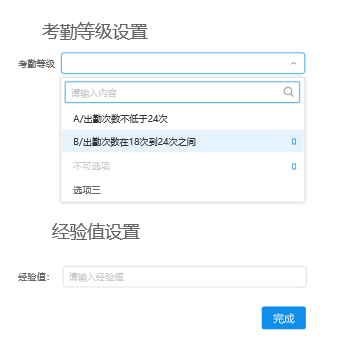 考勤等级设置
考勤等级
请输入内容
A/出勤次数不低于24次
B/出勤次数在18次到24次之间
不可选项
选项三
经验值设置
经验值：
请输入经验值
完成